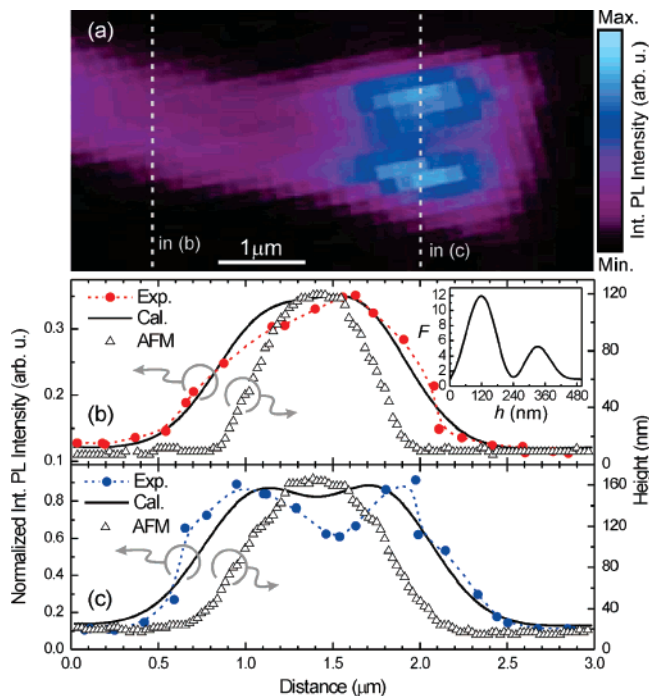 (a)
Max.
Int. PL Intensity (arb. u.)
Min.
in (b)
1μm
in (c)
Normalized Int. PL Intensity (arb. u.)
Exp.
Cal.
AFM
(b)
0.3
0.2
0.1
F
12
10
8
6
4
2
0
0 120 240 360 480
h (nm)
120
100
80
60
40
20
0
Height (nm)
Exp.
Cal.
AFM
(c)
0.8
0.6
0.4
0.2
0.0
160
120
80
40
0
0.0 0.5 1.0 1.5 2.0 2.5 3.0
Distance (μm)